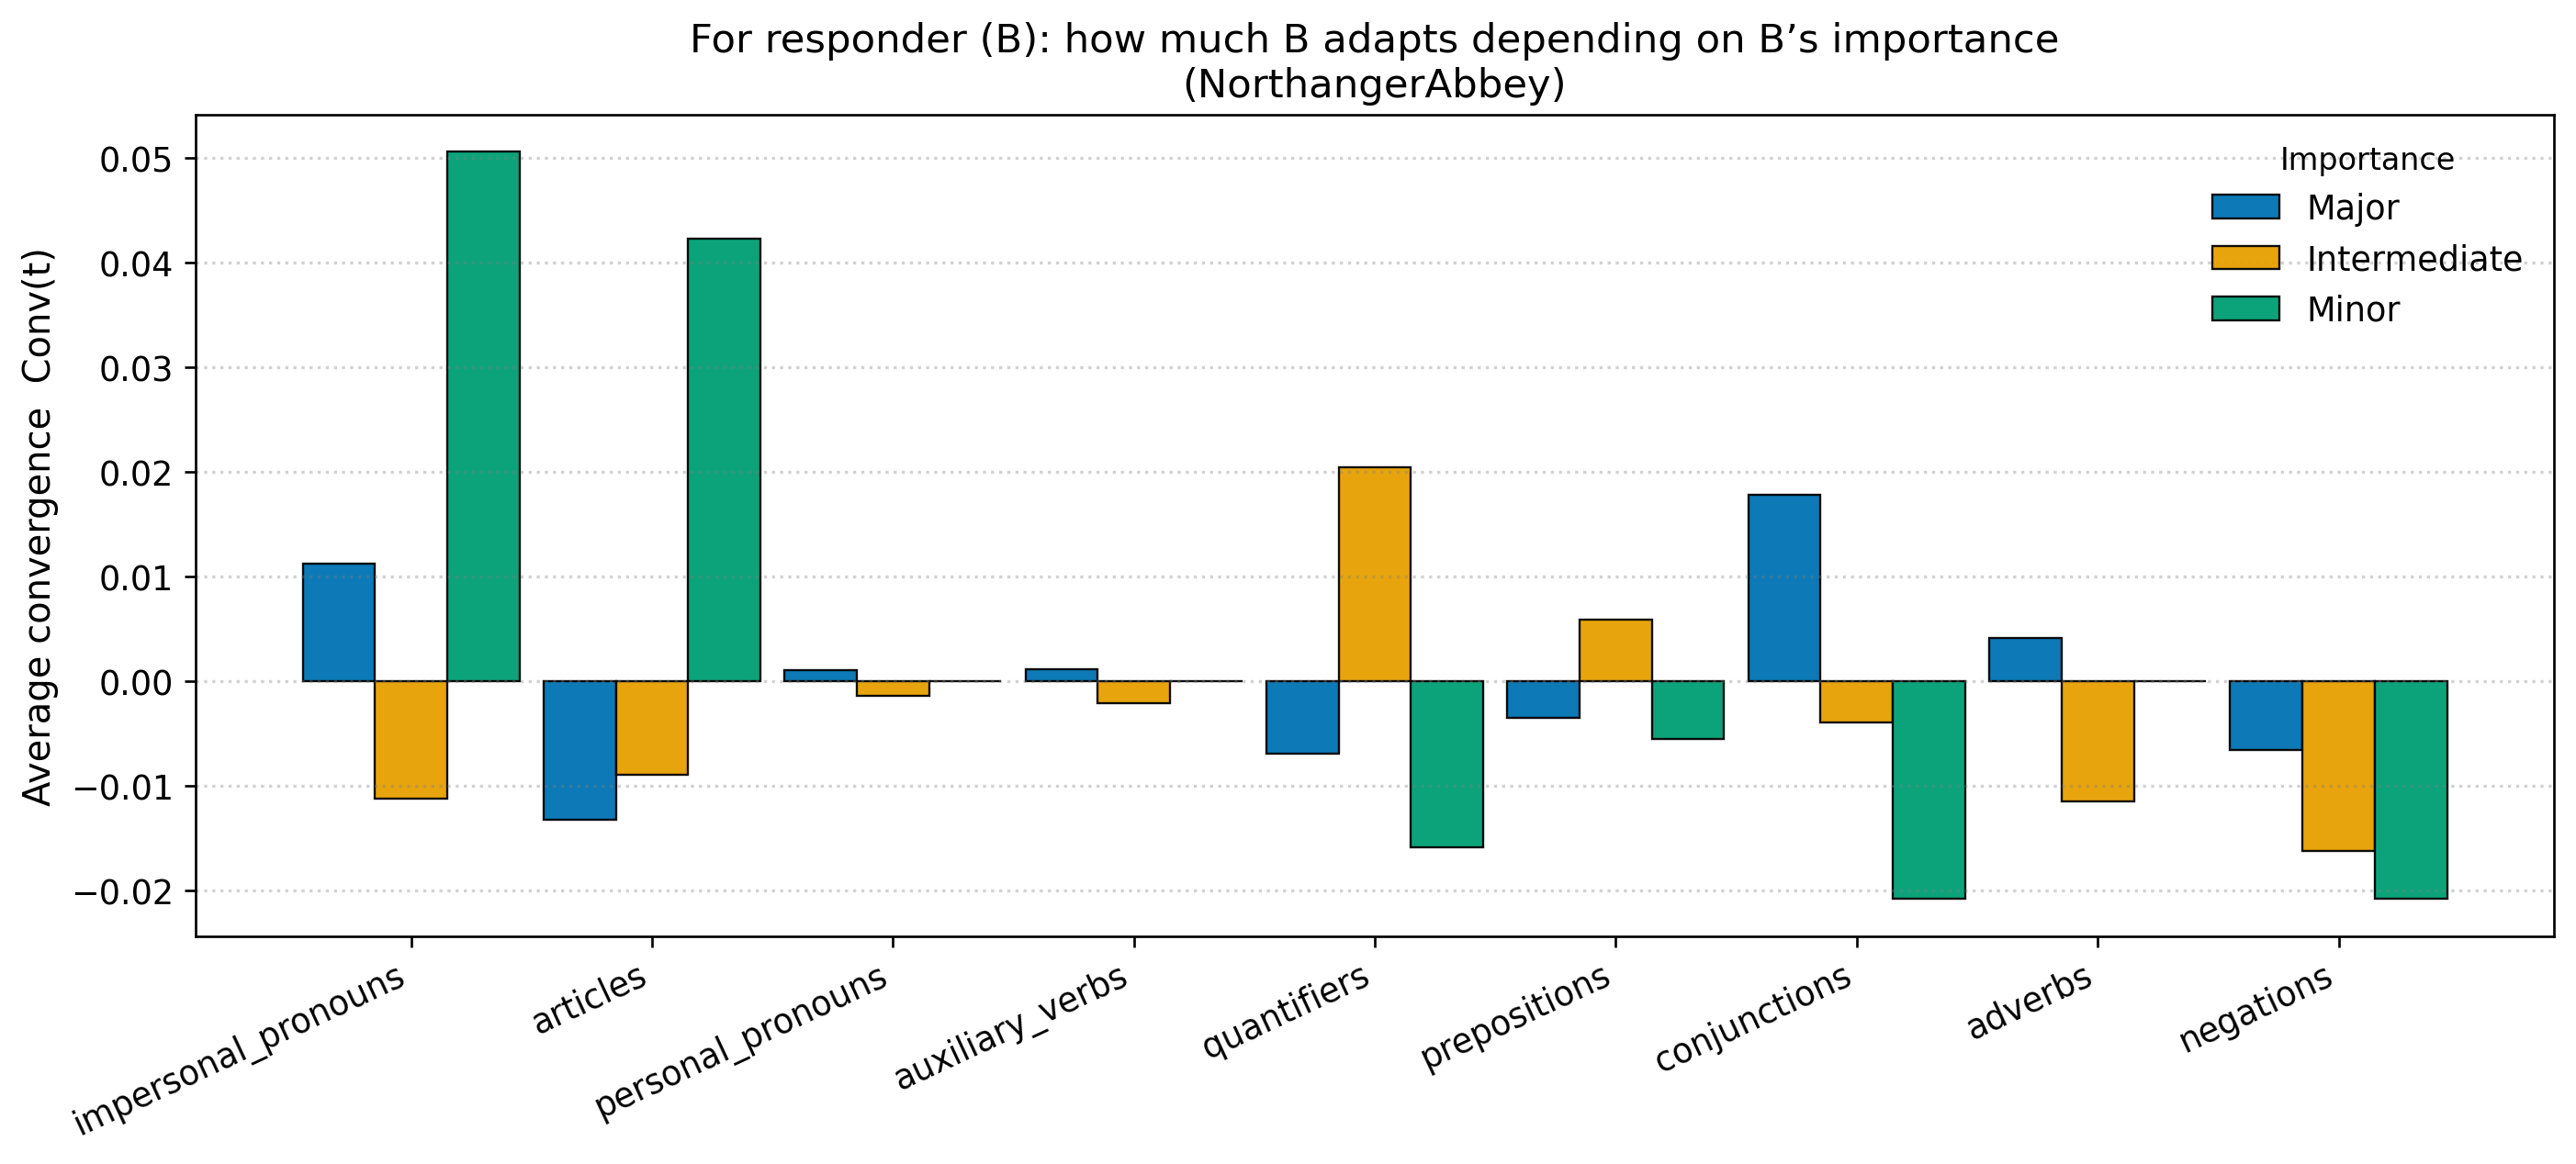 For responder (B): how much B adapts depending on B’s importance
(NorthangerAbbey)
Average convergence  Conv(t)
0.05
0.04
0.03
0.02
0.01
0.00
−0.01
−0.02
Importance
Major
Intermediate
Minor
impersonal_pronouns
articles
personal_pronouns
auxiliary_verbs
quantifiers
prepositions
conjunctions
adverbs
negations